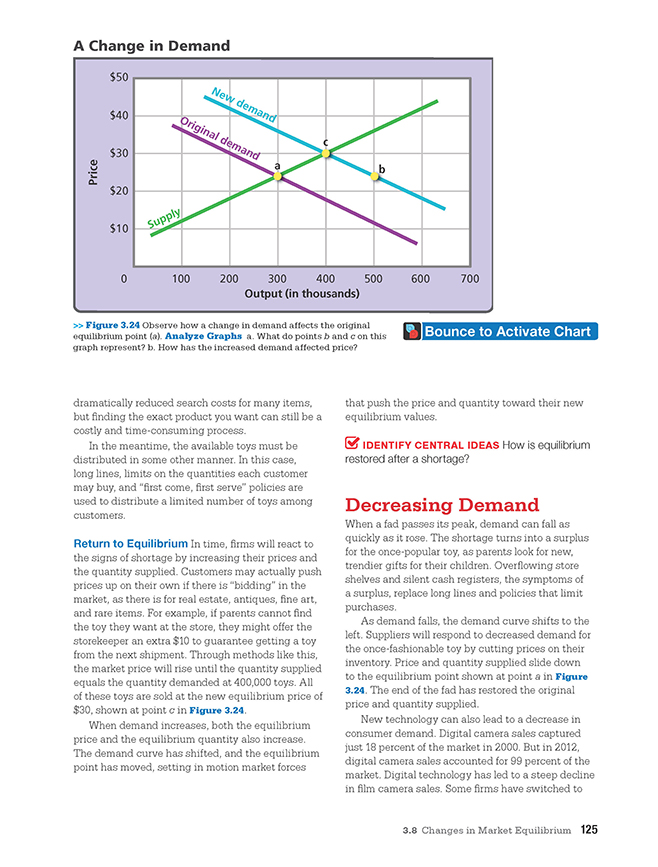 A Change in Demand
$50
$40
$30
$20
$10
Price
New demand
Original demand
Supply
a
c
b
0 100 200 300 400 500 600 700
Output (in thousands)
>> Figure 3.24 Observe how a change in demand affects the original
equilibrium point (a). Analyze Graphs a. What do points b and c on this
graph represent? b. How has the increased demand affected price?
Bounce to Activate Chart
dramatically reduced search costs for many items,
but finding the exact product you want can still be a
costly and time-consuming process.
In the meantime, the available toys must be
distributed in some other manner. In this case,
long lines, limits on the quantities each customer
may buy, and “first come, first serve” policies are
used to distribute a limited number of toys among
customers.
Return to Equilibrium In time, firms will react to
the signs of shortage by increasing their prices and
the quantity supplied. Customers may actually push
prices up on their own if there is “bidding” in the
market, as there is for real estate, antiques, fine art,
and rare items. For example, if parents cannot find
the toy they want at the store, they might offer the
storekeeper an extra $10 to guarantee getting a toy
from the next shipment. Through methods like this,
the market price will rise until the quantity supplied
equals the quantity demanded at 400,000 toys. All
of these toys are sold at the new equilibrium price of
$30, shown at point c in Figure 3.24.
When demand increases, both the equilibrium
price and the equilibrium quantity also increase.
The demand curve has shifted, and the equilibrium
point has moved, setting in motion market forces
that push the price and quantity toward their new
equilibrium values.
IDENTIFY CENTRAL IDEAS How is equilibrium
restored after a shortage?
Decreasing Demand
When a fad passes its peak, demand can fall as
quickly as it rose. The shortage turns into a surplus
for the once-popular toy, as parents look for new,
trendier gifts for their children. Overflowing store
shelves and silent cash registers, the symptoms of
a surplus, replace long lines and policies that limit
purchases.
As demand falls, the demand curve shifts to the
left. Suppliers will respond to decreased demand for
the once-fashionable toy by cutting prices on their
inventory. Price and quantity supplied slide down
to the equilibrium point shown at point a in Figure
3.24. The end of the fad has restored the original
price and quantity supplied.
New technology can also lead to a decrease in
consumer demand. Digital camera sales captured
just 18 percent of the market in 2000. But in 2012,
digital camera sales accounted for 99 percent of the
market. Digital technology has led to a steep decline
in film camera sales. Some firms have switched to
3.8 Changes in Market Equilibrium 125